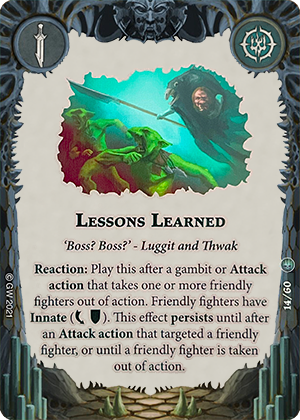 LESSONS LEARNED
‘Boss? Boss?’ - Luggit and Thwak
Reaction: Play this after a gambit or Attack
action that takes one or more friendly
fighters out of action. Friendly fighters have
Innate ( ). This effect persists until after
an Attack action that targeted a friendly
fighter, or until a friendly fighter is taken
out of action.
© GW 2021
14/60